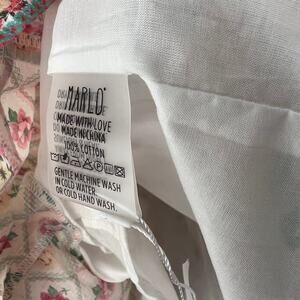 MARLO
MADE WITH LOVE
MADE IN CHINA
100% COTTON
GENTLE MACHINE WASH
IN COLD WATER
OR COLD HAND WASH.